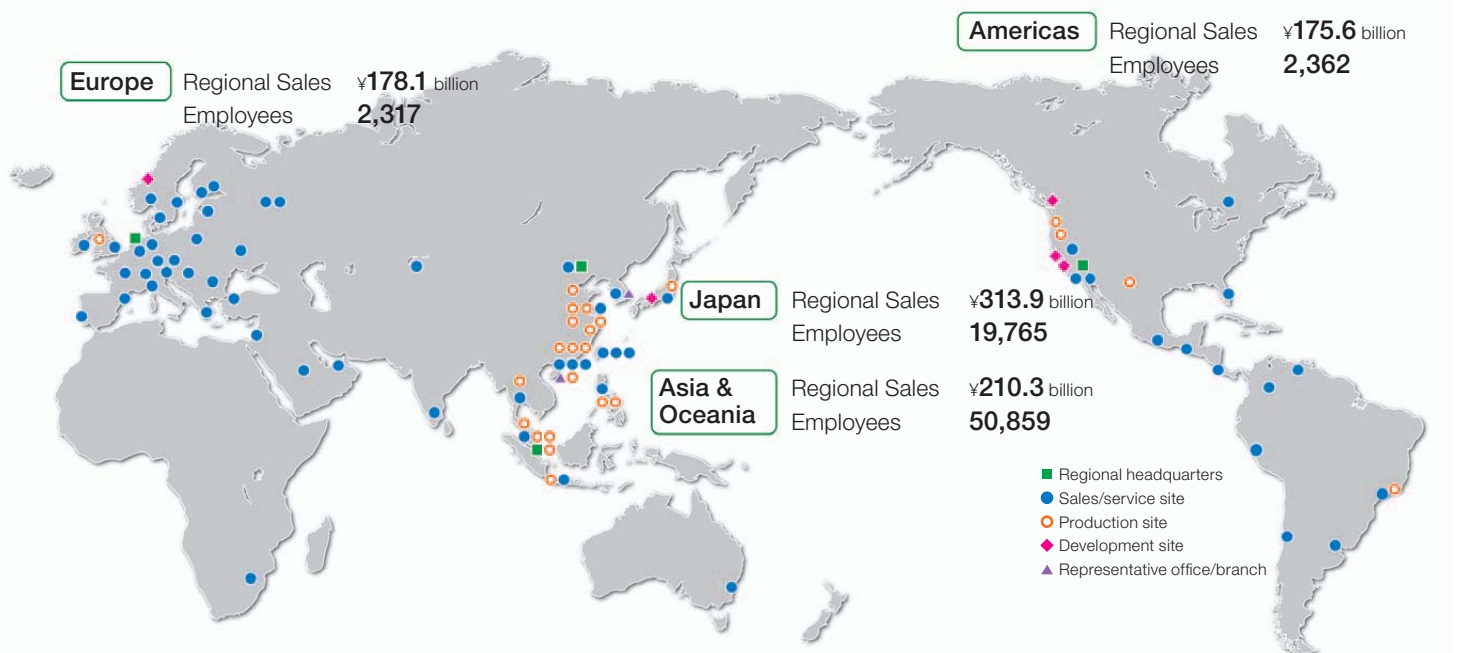 Americas Regional Sales ¥175.6 billion
Employees 2,362
Europe Regional Sales ¥178.1 billion
Employees 2,317
Japan Regional Sales ¥313.9 billion
Employees 19,765
Asia &
Oceania
Regional Sales ¥210.3 billion
Employees 50,859
Regional headquarters
Sales/service site
Production site
Development site
Representative office/branch